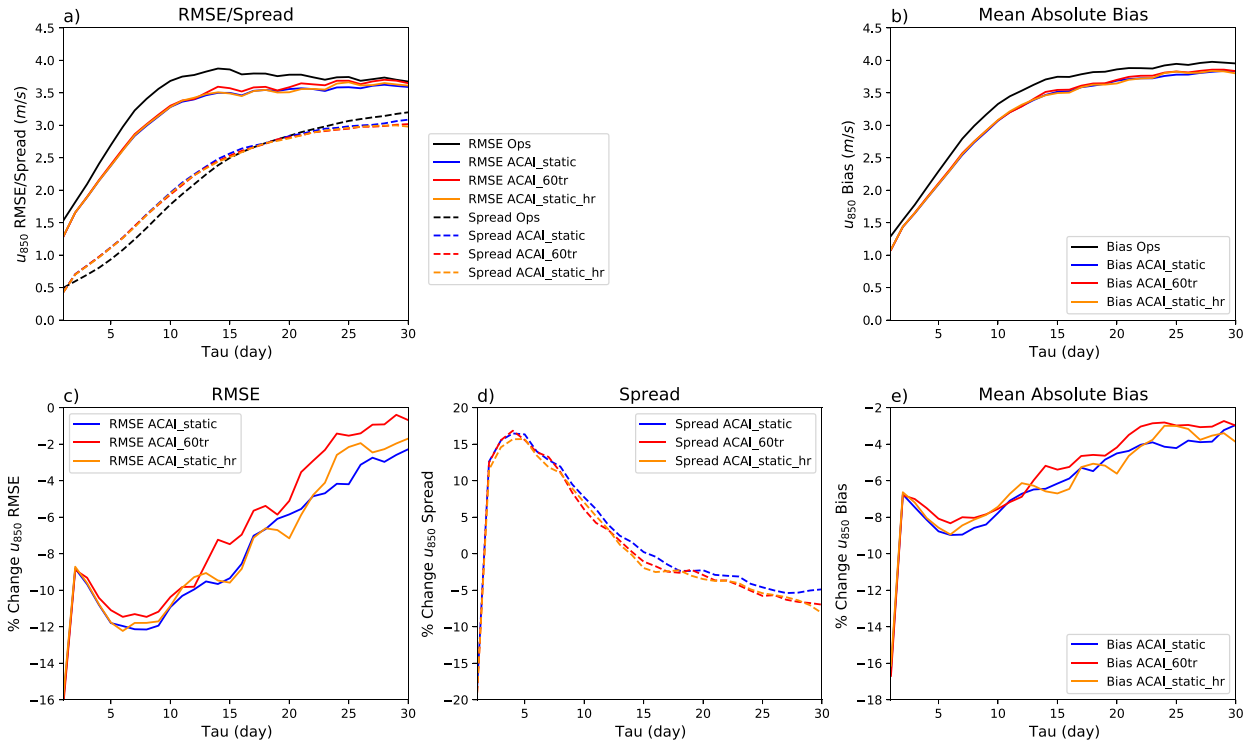 a) RMSE/Spread
4.5
4.0
3.5
3.0
2.5
2.0
1.5
1.0
0.5
0.0
u850 RMSE/Spread (m/s)
5 10 15 20 25 30
Tau (day)
RMSE Ops
RMSE ACAI_static
RMSE ACAI_60tr
RMSE ACAI_static_hr
Spread Ops
Spread ACAI_static
Spread ACAI_60tr
Spread ACAI_static_hr
b) Mean Absolute Bias
4.5
4.0
3.5
3.0
2.5
2.0
1.5
1.0
0.5
0.0
u850 Bias (m/s)
Bias Ops
Bias ACAI_static
Bias ACAI_60tr
Bias ACAI_static_hr
5 10 15 20 25 30
Tau (day)
c) RMSE
0
−2
−4
−6
−8
−10
−12
−14
−16
% Change u850 RMSE
RMSE ACAI_static
RMSE ACAI_60tr
RMSE ACAI_static_hr
5 10 15 20 25 30
Tau (day)
d) Spread
20
15
10
5
0
−5
−10
−15
−20
% Change u850 Spread
Spread ACAI_static
Spread ACAI_60tr
Spread ACAI_static_hr
5 10 15 20 25 30
Tau (day)
e) Mean Absolute Bias
−2
−4
−6
−8
−10
−12
−14
−16
−18
% Change u850 Bias
Bias ACAI_static
Bias ACAI_60tr
Bias ACAI_static_hr
5 10 15 20 25 30
Tau (day)